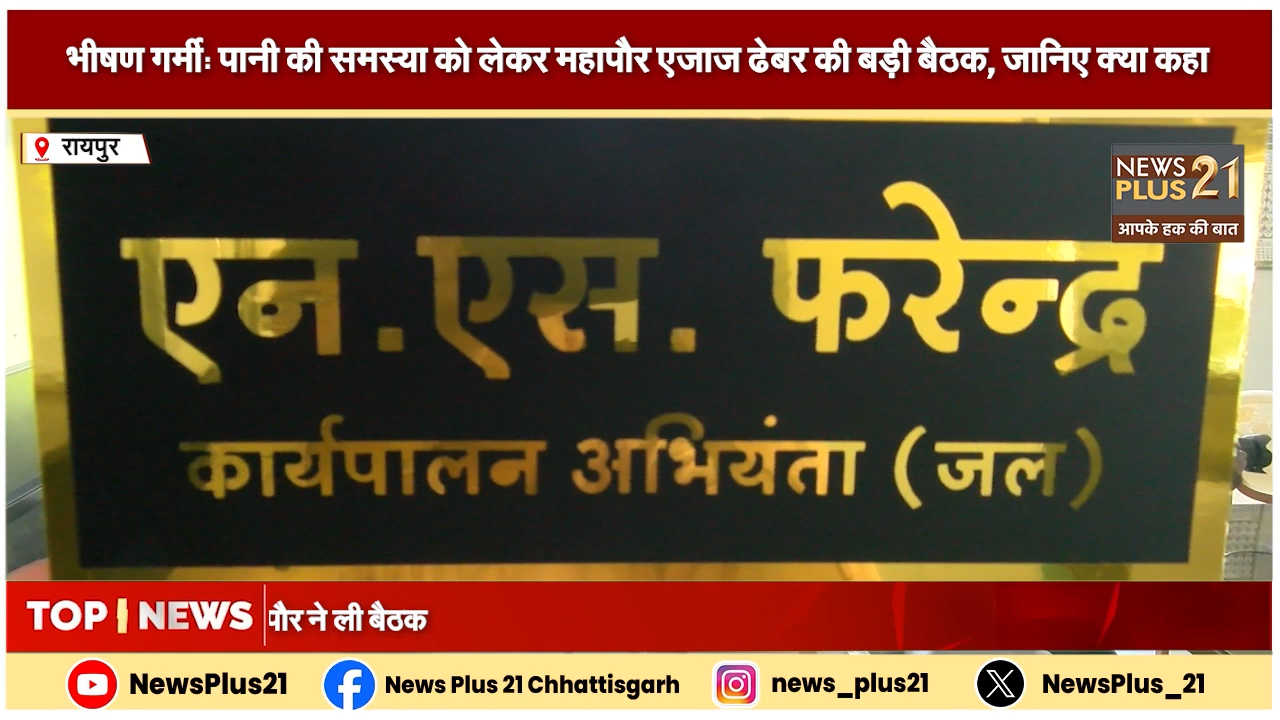 भीषण गर्मी: पानी की समस्या को लेकर महापौर एजाज ढेबर की बड़ी बैठक, जानिए क्या कहा
रायपुर
NEWS
PLUS 21
आपके हक की बात
एन.एस. फरेन्द्र
कार्यपालन अभियंता (जल)
TOP NEWS
पौर ने ली बैठक
NewsPlus21
News Plus 21 Chhattisgarh
news_plus21
NewsPlus_21